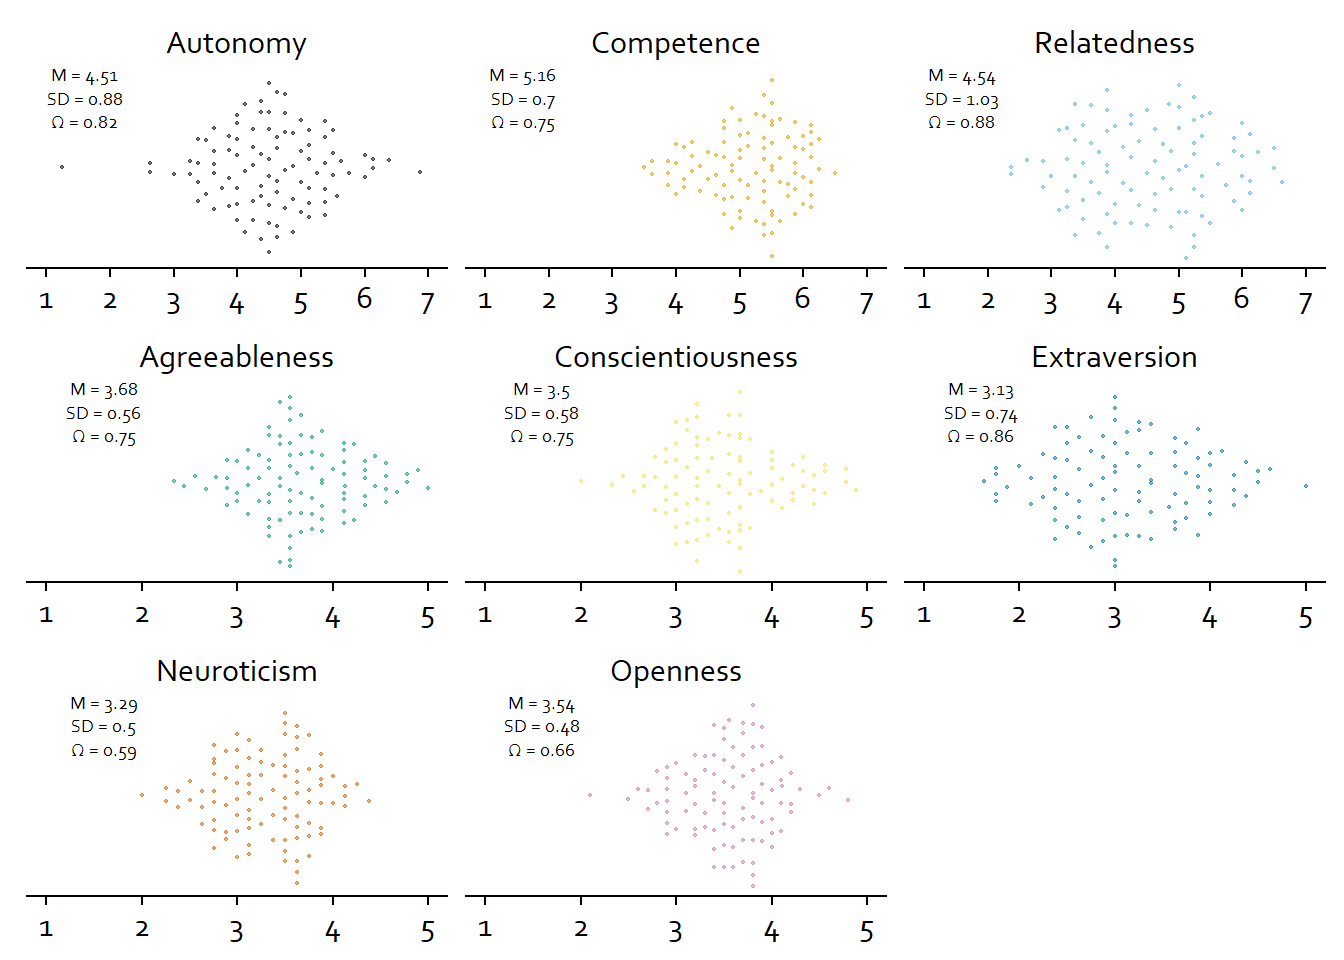 Autonomy
M = 4.51
SD = 0.88
Ω = 0.82
1 2 3 4 5 6 7
Competence
M = 5.16
SD = 0.7
Ω = 0.75
1 2 3 4 5 6 7
Relatedness
M = 4.54
SD = 1.03
Ω = 0.88
1 2 3 4 5 6 7
Agreeableness
M = 3.68
SD = 0.56
Ω = 0.75
1 2 3 4 5
Conscientiousness
M = 3.5
SD = 0.58
Ω = 0.75
1 2 3 4 5
Extraversion
M = 3.13
SD = 0.74
Ω = 0.86
1 2 3 4 5
Neuroticism
M = 3.29
SD = 0.5
Ω = 0.59
1 2 3 4 5
Openness
M = 3.54
SD = 0.48
Ω = 0.66
1 2 3 4 5